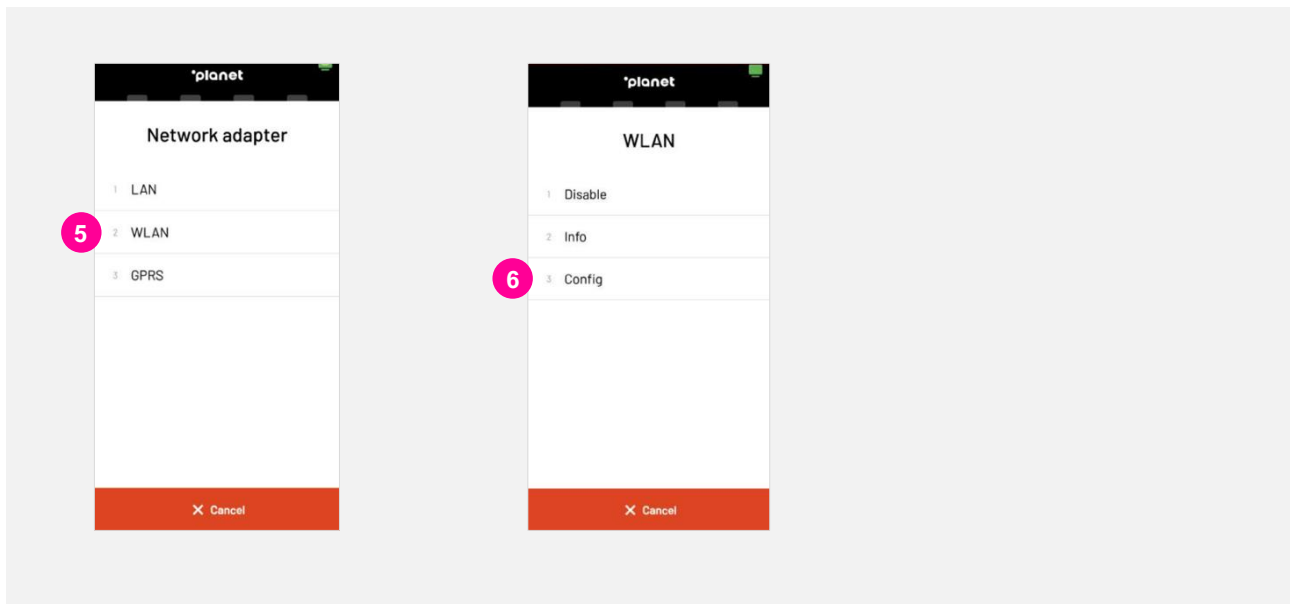 planet
Network adapter
1 LAN
5
2 WLAN
3 GPRS
Cancel
planet
WLAN
1 Disable
2 Info
6
3 Config
Cancel